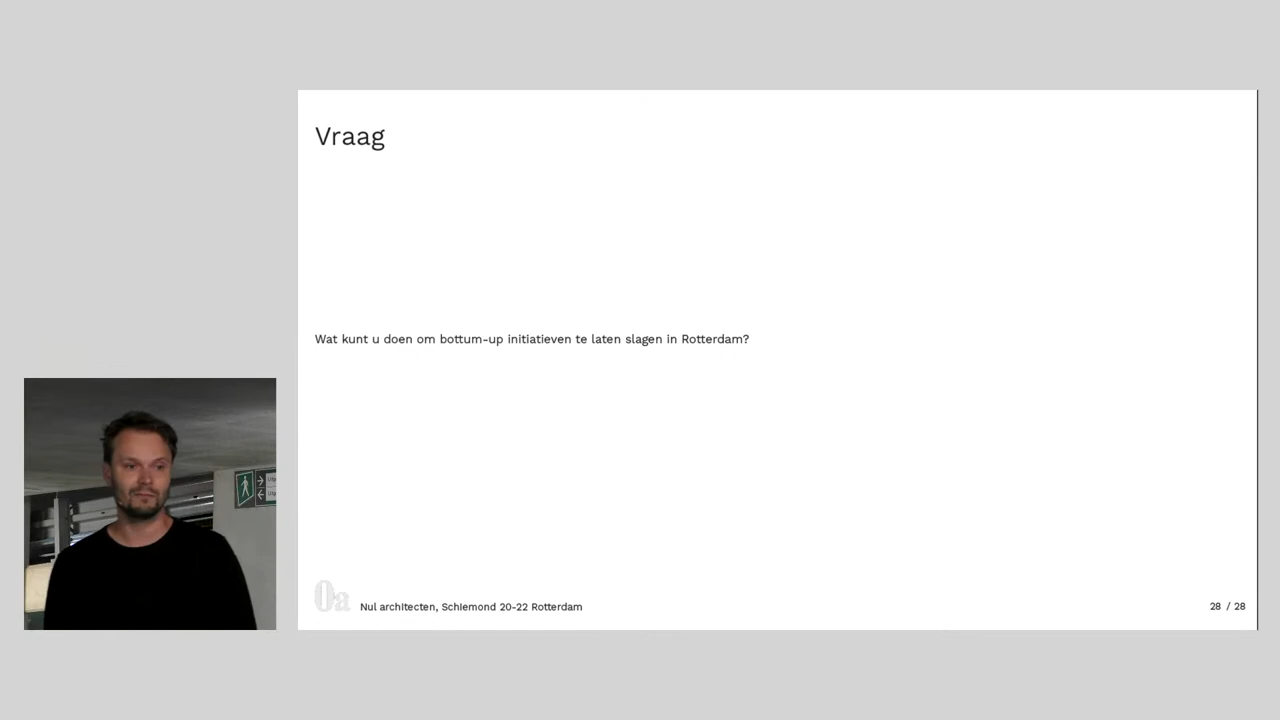 Vraag
Wat kunt u doen om bottum-up initiatieven te laten slagen in Rotterdam?
0a
Nul architecten, Schiemond 20-22 Rotterdam
28 / 28